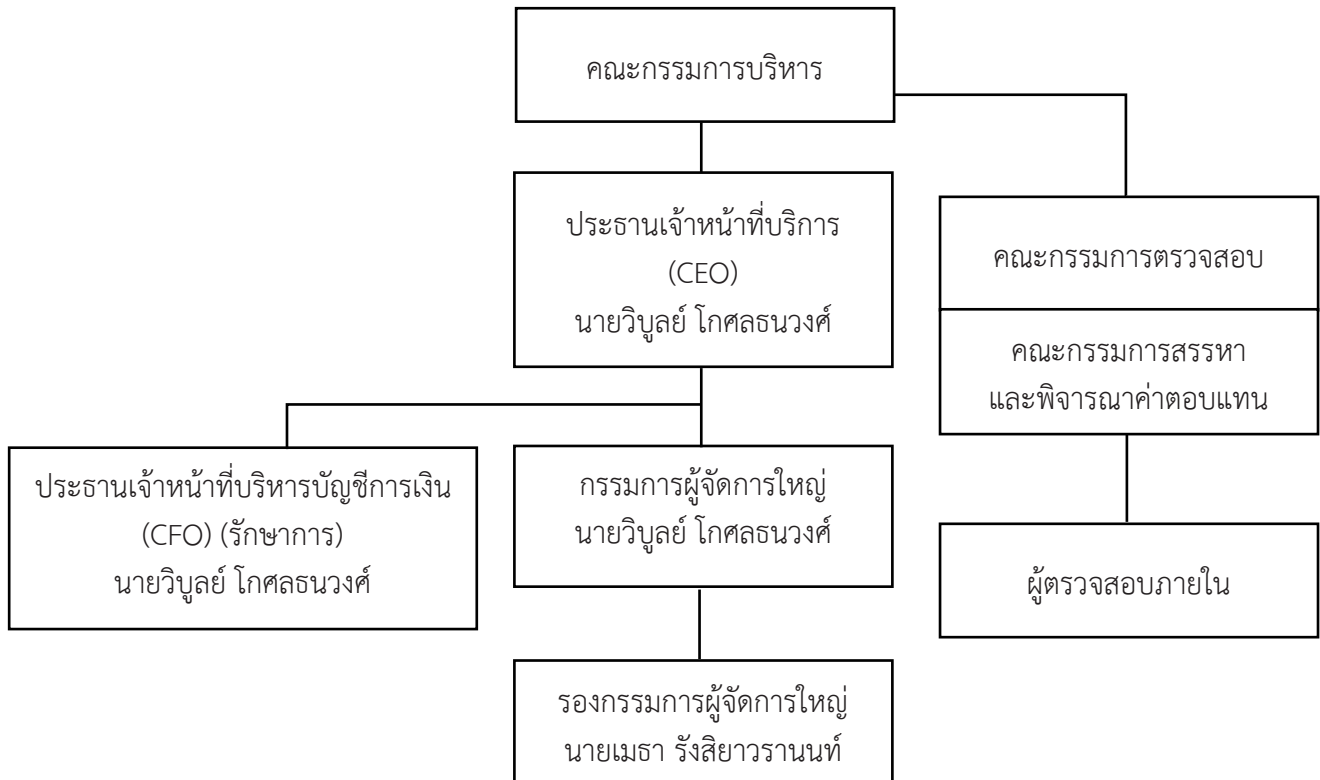 คณะกรรมการบริหาร
ประธานเจ้าหน้าที่บริการ
(CEO)
นายวิบูลย์ โกศลธนวงศ์
คณะกรรมการตรวจสอบ
คณะกรรมการสรรหา
และพิจารณาค่าตอบแทน
ประธานเจ้าหน้าที่บริหารบัญชีการเงิน
(CFO) (รักษาการ)
นายวิบูลย์ โกศลธนวงศ์
กรรมการผู้จัดการใหญ่
นายวิบูลย์ โกศลธนวงศ์
ผู้ตรวจสอบภายใน
รองกรรมการผู้จัดการใหญ่
นายเมธา รังสิยาวรานนท์